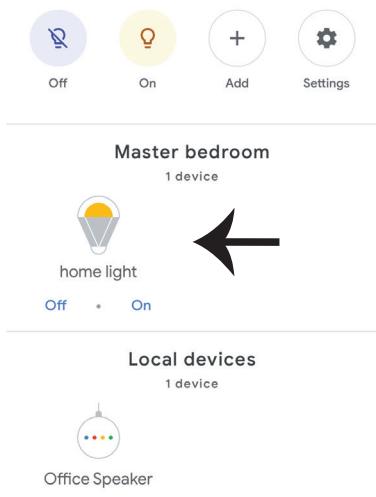 Off On Add Settings
Master bedroom
1 device
home light
Off • On
Local devices
1 device
Office Speaker